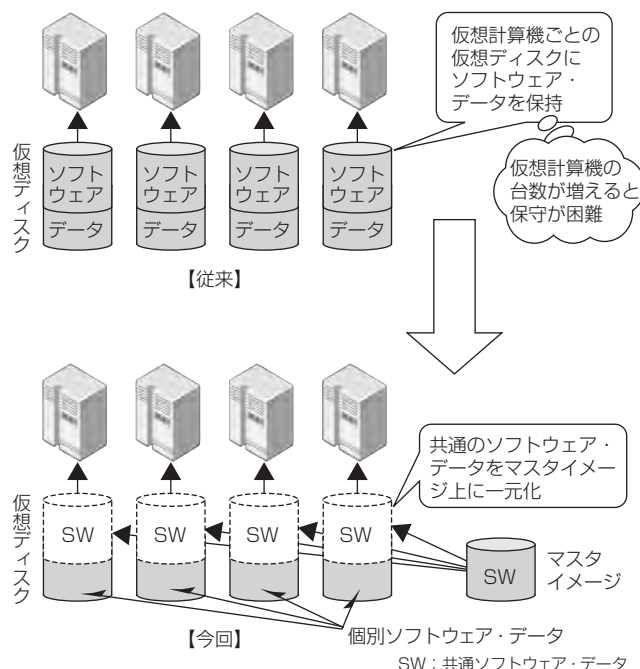 仮想計算機ごとの
仮想ディスクに
ソフトウェア・
データを保持
仮想計算機の
台数が増えると
保守が困難
仮想ディスク
ソフト
ウェア
データ
ソフト
ウェア
データ
ソフト
ウェア
データ
ソフト
ウェア
データ
【従来】
共通のソフトウェア・
データをマスタイメー
ジ上に一元化
仮想ディスク
SW
SW
SW
SW
SW
マスタ
イメージ
【今回】
個別ソフトウェア・データ
SW:共通ソフトウェア・データ